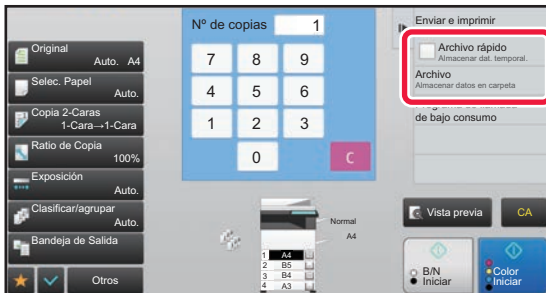 Original
Auto. A4
Selec. Papel
Auto.
Copia 2-Caras
1-Cara→1-Cara
Ratio de Copia
100%
Exposición
Auto.
Clasificar/agrupar
Auto.
Bandeja de Salida
Otros
Nº de copias 1
7 8 9
4 5 6
1 2 3
0 C
Normal
A4
1 A4
2 B5
3 B4
4 A3
Enviar e imprimir
Archivo rápido
Almacenar dat. temporal.
Archivo
Almacenar datos en carpeta
de bajo consumo
Vista previa
CA
B/N
Iniciar
Color
Iniciar